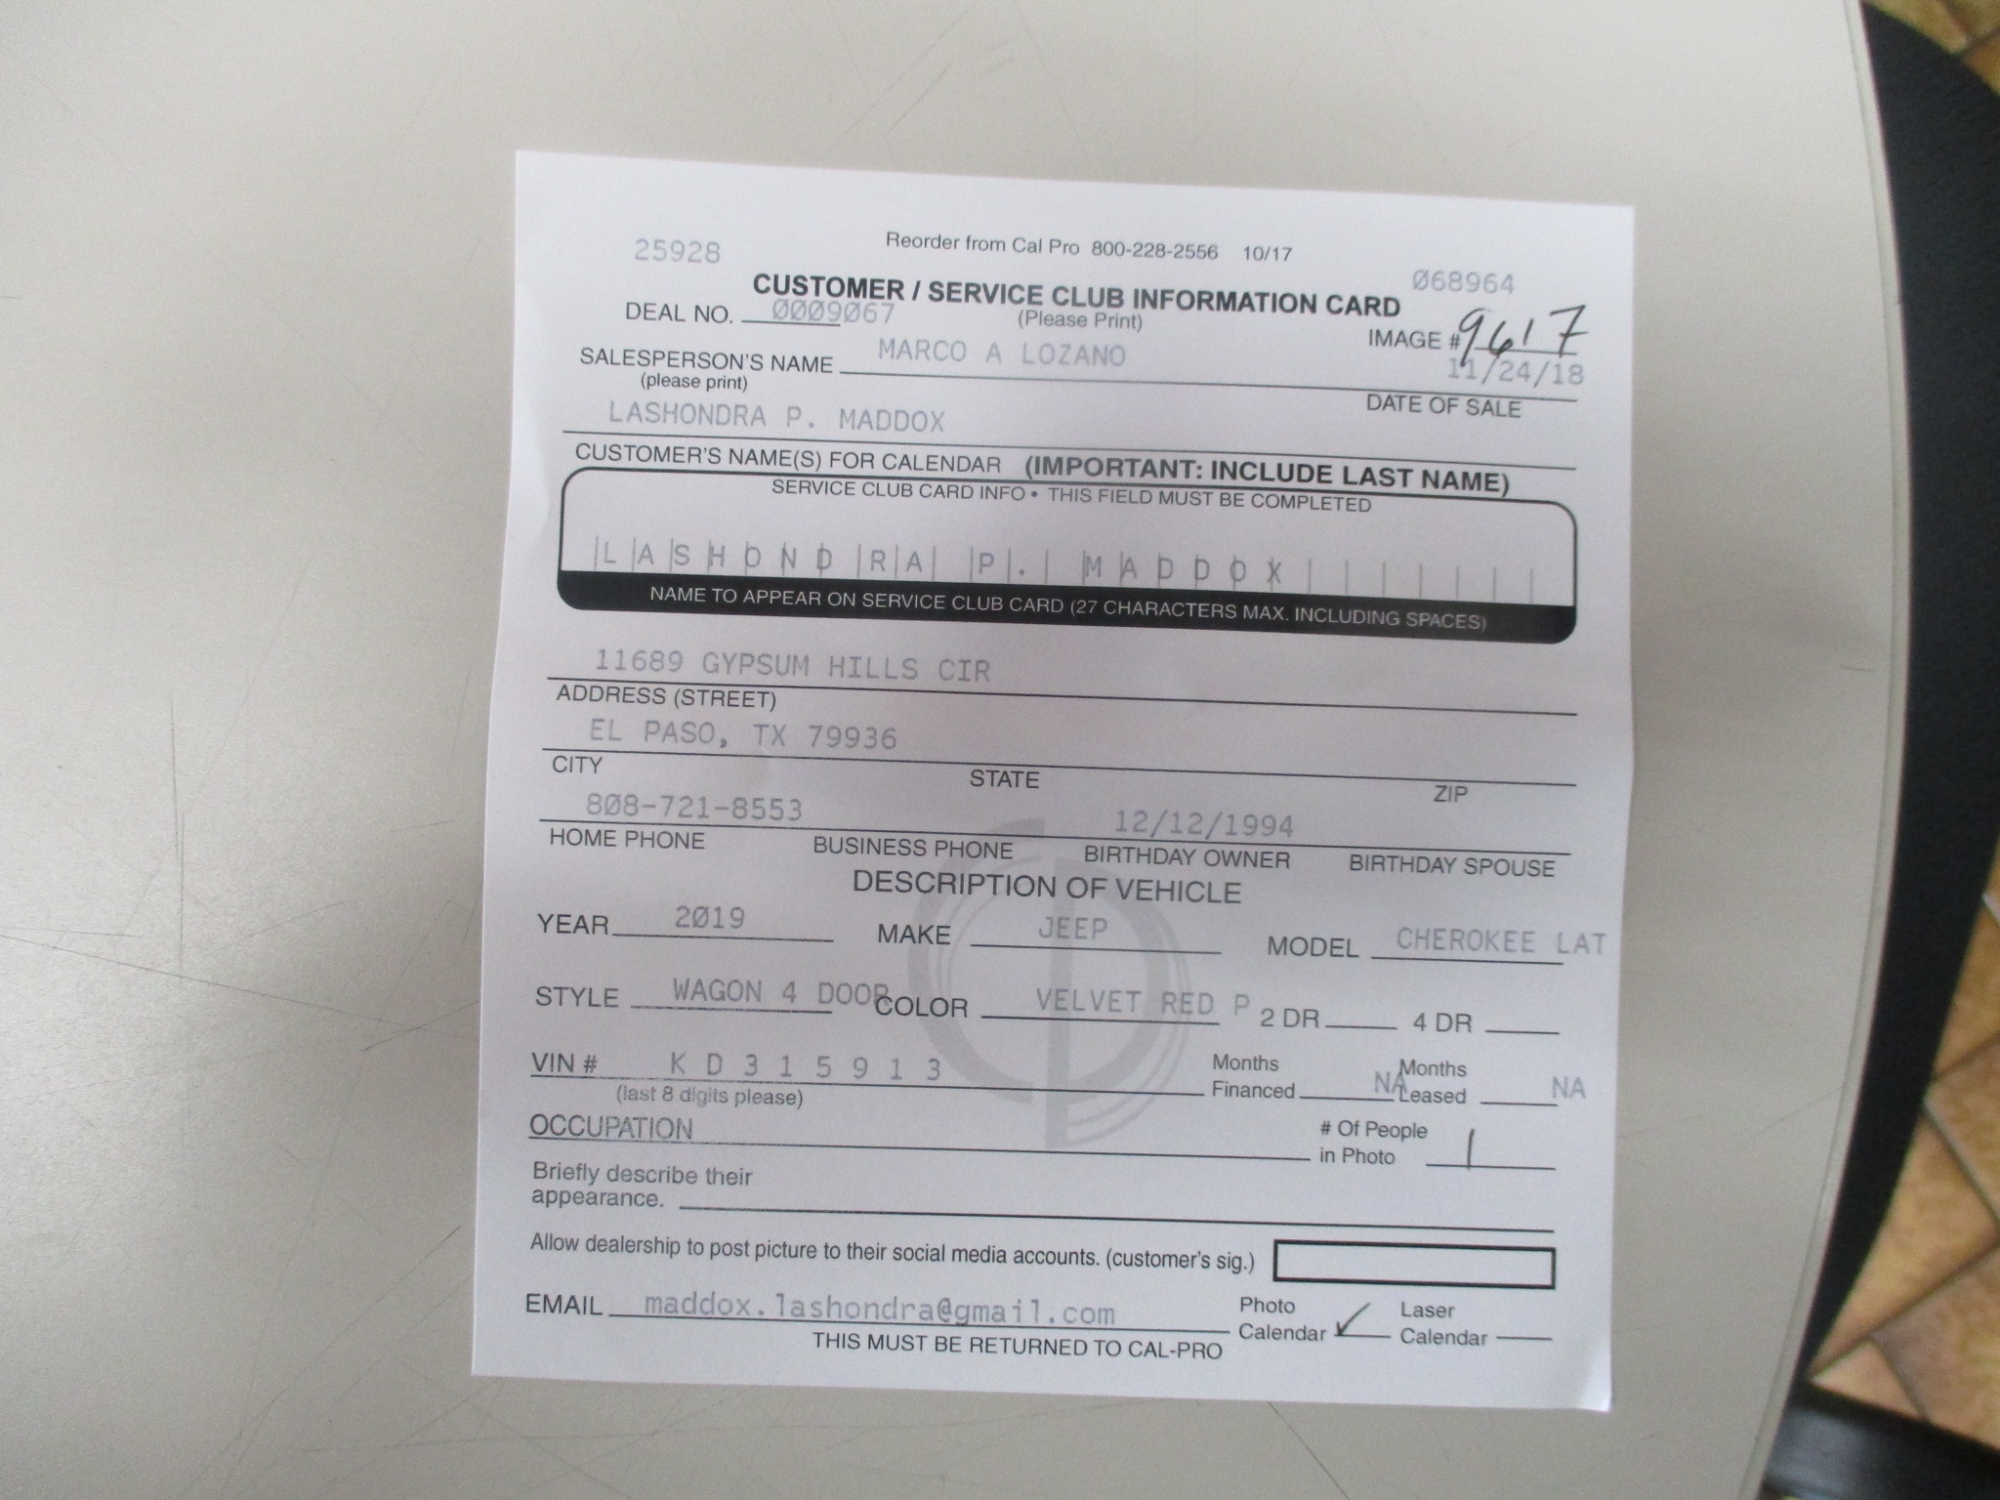 25928 Reorder from Cal Pro 800-228-2556 10/17 068964
CUSTOMER / SERVICE CLUB INFORMATION CARD
DEAL NO. 0009067 (Please Print) IMAGE # 9617
SALESPERSON'S NAME MARCO A LOZANO 11/24/18
(please print) DATE OF SALE
LASHONDRA P. MADDOX
CUSTOMER'S NAME(S) FOR CALENDAR (IMPORTANT: INCLUDE LAST NAME)
SERVICE CLUB CARD INFO • THIS FIELD MUST BE COMPLETED
LASHONDRA P. MADDOX
NAME TO APPEAR ON SERVICE CLUB CARD (27 CHARACTERS MAX. INCLUDING SPACES)
11689 GYPSUM HILLS CIR
ADDRESS (STREET)
EL PASO, TX 79936
CITY STATE ZIP
808-721-8553 12/12/1994
HOME PHONE BUSINESS PHONE BIRTHDAY OWNER BIRTHDAY SPOUSE
DESCRIPTION OF VEHICLE
YEAR 2019 MAKE JEEP MODEL CHEROKEE LAT
STYLE WAGON 4 DOOR COLOR VELVET RED P 2 DR 4 DR
VIN # K D 3 1 5 9 1 3 Months Financed NA Months Leased NA
(last 8 digits please)
OCCUPATION # Of People in Photo 1
Briefly describe their
appearance.
Allow dealership to post picture to their social media accounts. (customer's sig.)
EMAIL maddox.lashondra@gmail.com Photo Calendar ✓ Laser Calendar
THIS MUST BE RETURNED TO CAL-PRO